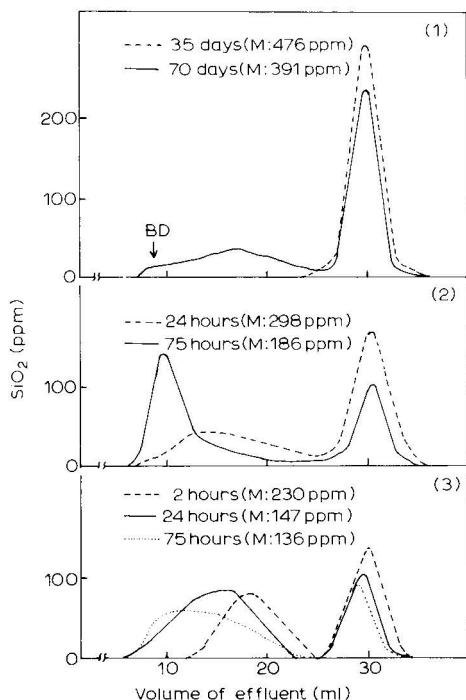 (1)
35 days(M:476 ppm)
70 days(M:391 ppm)
200
100
0
BD
(2)
24 hours(M:298 ppm)
75 hours(M:186 ppm)
100
0
(3)
2 hours(M:230 ppm)
24 hours(M:147 ppm)
75 hours(M:136 ppm)
100
0
10
20
30
SiO₂ (ppm)
Volume of effluent (ml)